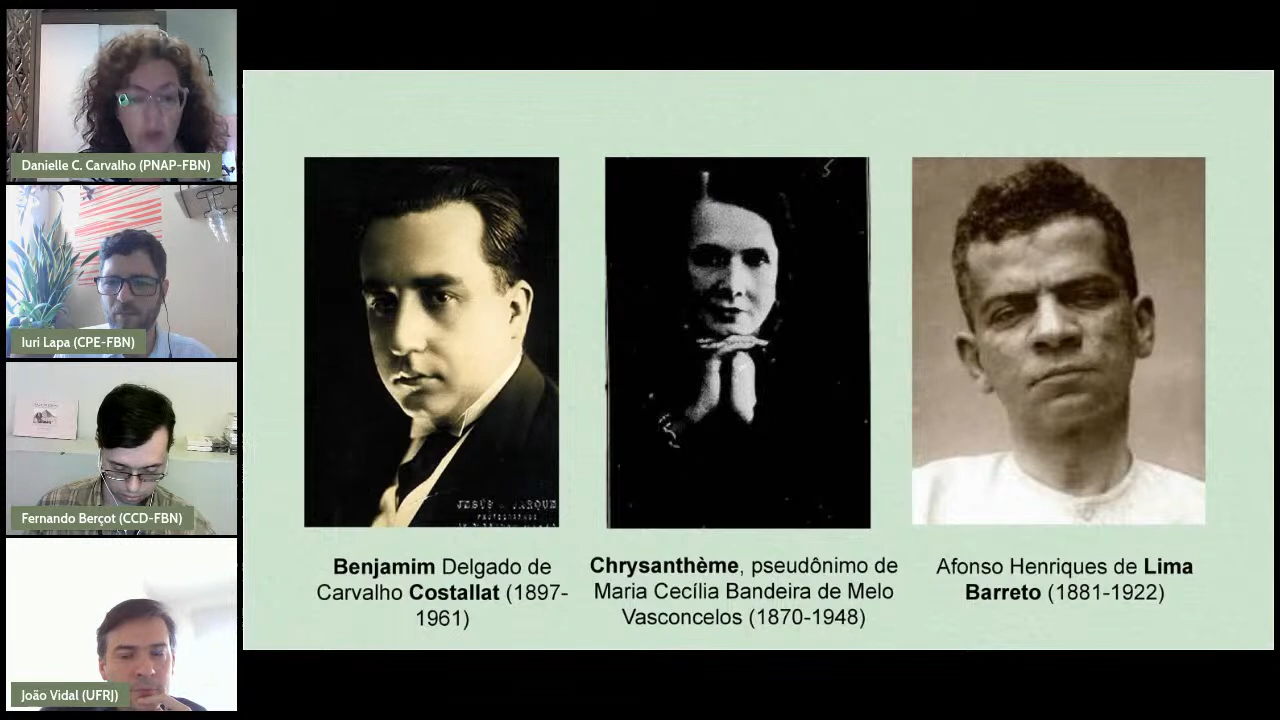 Danielle C. Carvalho (PNAP-FBN)
Iuri Lapa (CPE-FBN)
Fernando Berçot (CCD-FBN)
João Vidal (UFRJ)
5
Benjamim Delgado de
Carvalho Costallat (1897-
1961)
Chrysanthème, pseudônimo de
Maria Cecília Bandeira de Melo
Vasconcelos (1870-1948)
Afonso Henriques de Lima
Barreto (1881-1922)